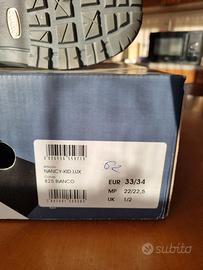 NANCY-KID.LUX
825 BIANCO
EUR 33/34
MP 22/22,5
UK 1/2
subito